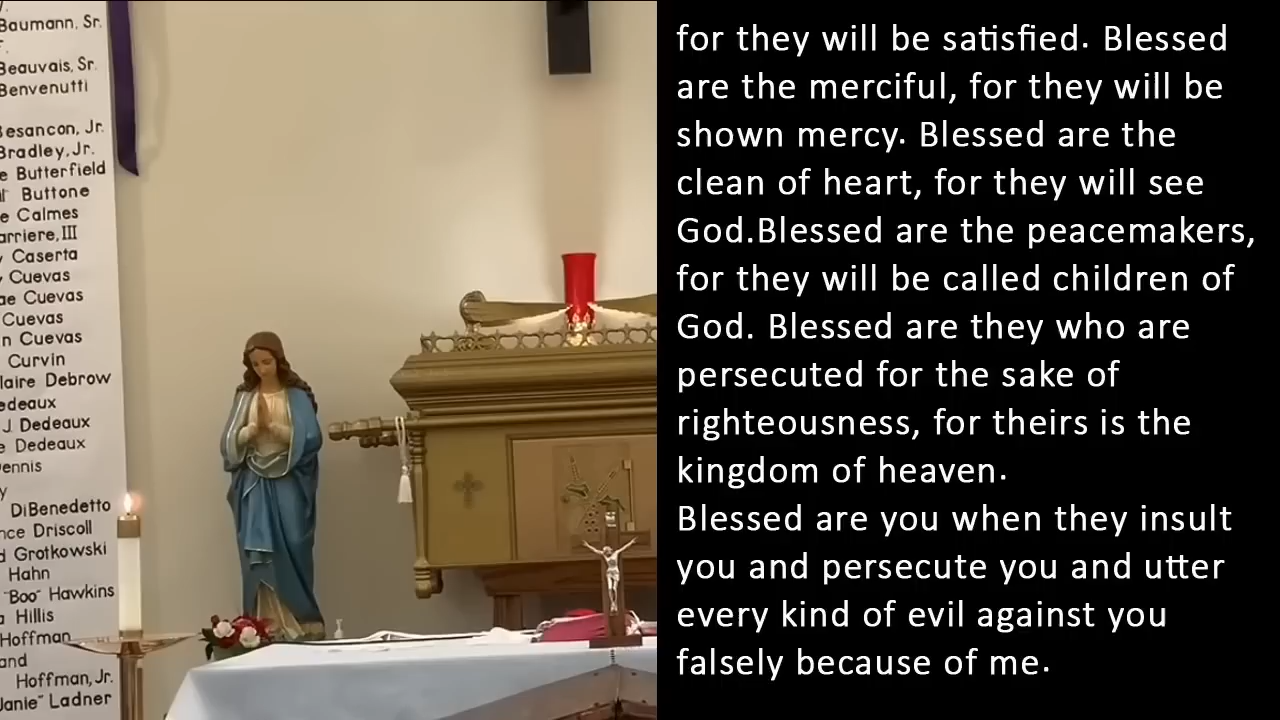 Baumann, Sr.
Beauvais, Sr.
Benvenutti
Besancon, Jr.
Bradley, Jr.
Butterfield
Buttone
Calmes
III
Caserta
Cuevas
Cuevas
Cuevas
Cuevas
Curvin
Debrow
J. Dedeaux
Dedeaux
DiBenedetto
Driscoll
Grotkowski
Hahn
"Boo" Hawkins
Hillis
Hoffman
Hoffman, Jr.
Ladner
for they will be satisfied. Blessed
are the merciful, for they will be
shown mercy. Blessed are the
clean of heart, for they will see
God.Blessed are the peacemakers,
for they will be called children of
God. Blessed are they who are
persecuted for the sake of
righteousness, for theirs is the
kingdom of heaven.
Blessed are you when they insult
you and persecute you and utter
every kind of evil against you
falsely because of me.